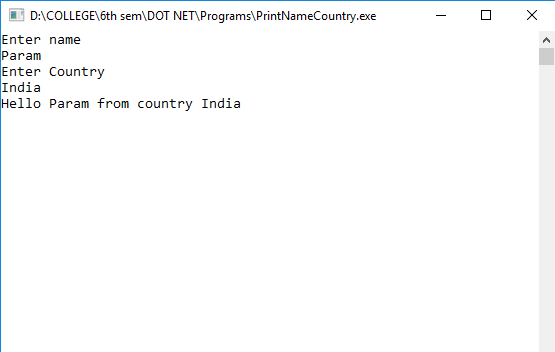 D:\COLLEGE\6th sem\DOT NET\Programs\PrintNameCountry.exe
Enter name
Param
Enter Country
India
Hello Param from country India